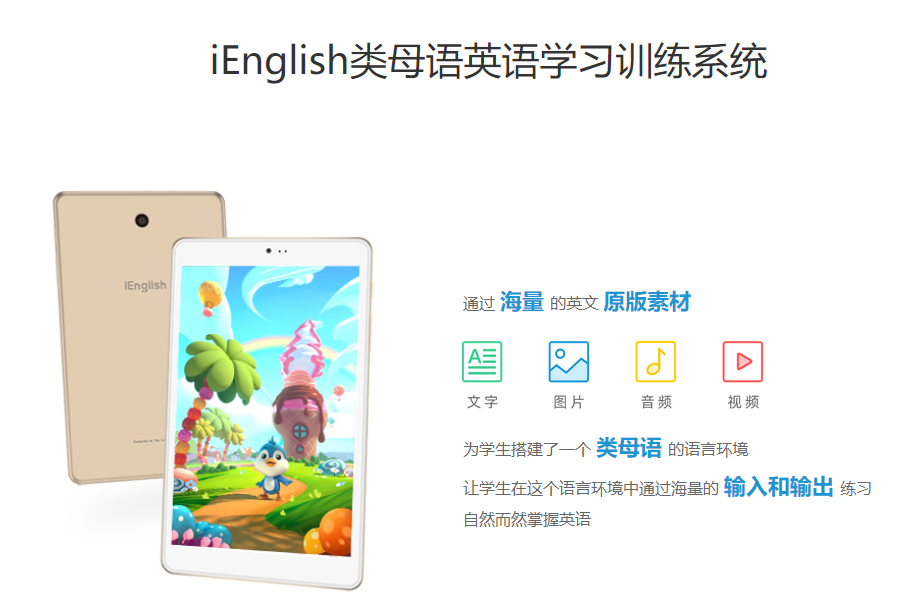 iEnglish类母语英语学习训练系统
iEnglish
通过 海量 的英文 原版素材
A
文字 图片 音频 视频
为学生搭建了一个 类母语 的语言环境
让学生在这个语言环境中通过海量的 输入和输出 练习
自然而然掌握英语